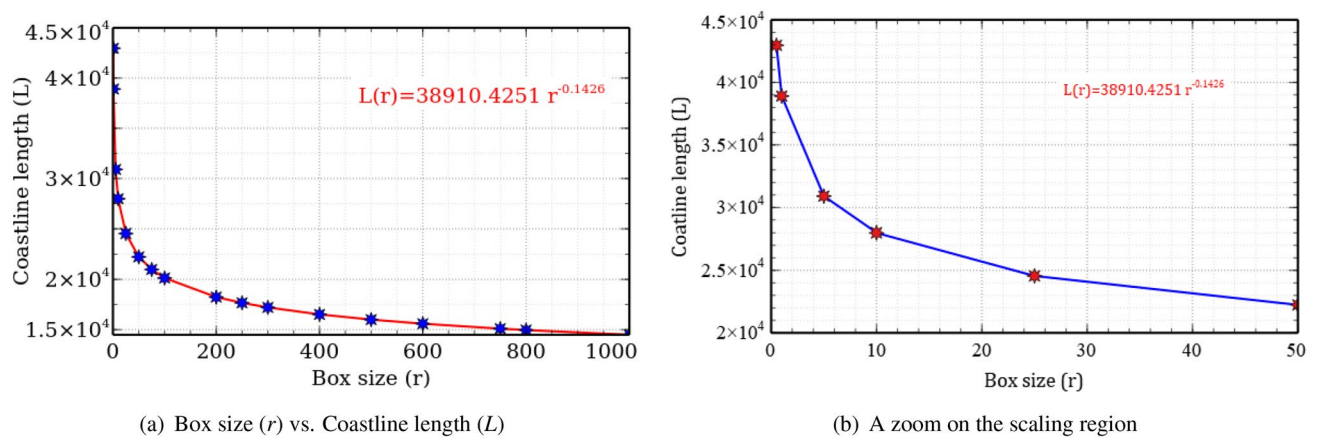 4.5×10⁴
4×10⁴
3×10⁴
2×10⁴
1.5×10⁴
Coastline length (L)
L(r)=38910.4251 r^-0.1426
0 200 400 600 800 1000
Box size (r)
(a) Box size (r) vs. Coastline length (L)
4.5×10⁴
4×10⁴
3.5×10⁴
3×10⁴
2.5×10⁴
2×10⁴
Coatline length (L)
L(r)=38910.4251 r^-0.1426
0 10 20 30 40 50
Box size (r)
(b) A zoom on the scaling region